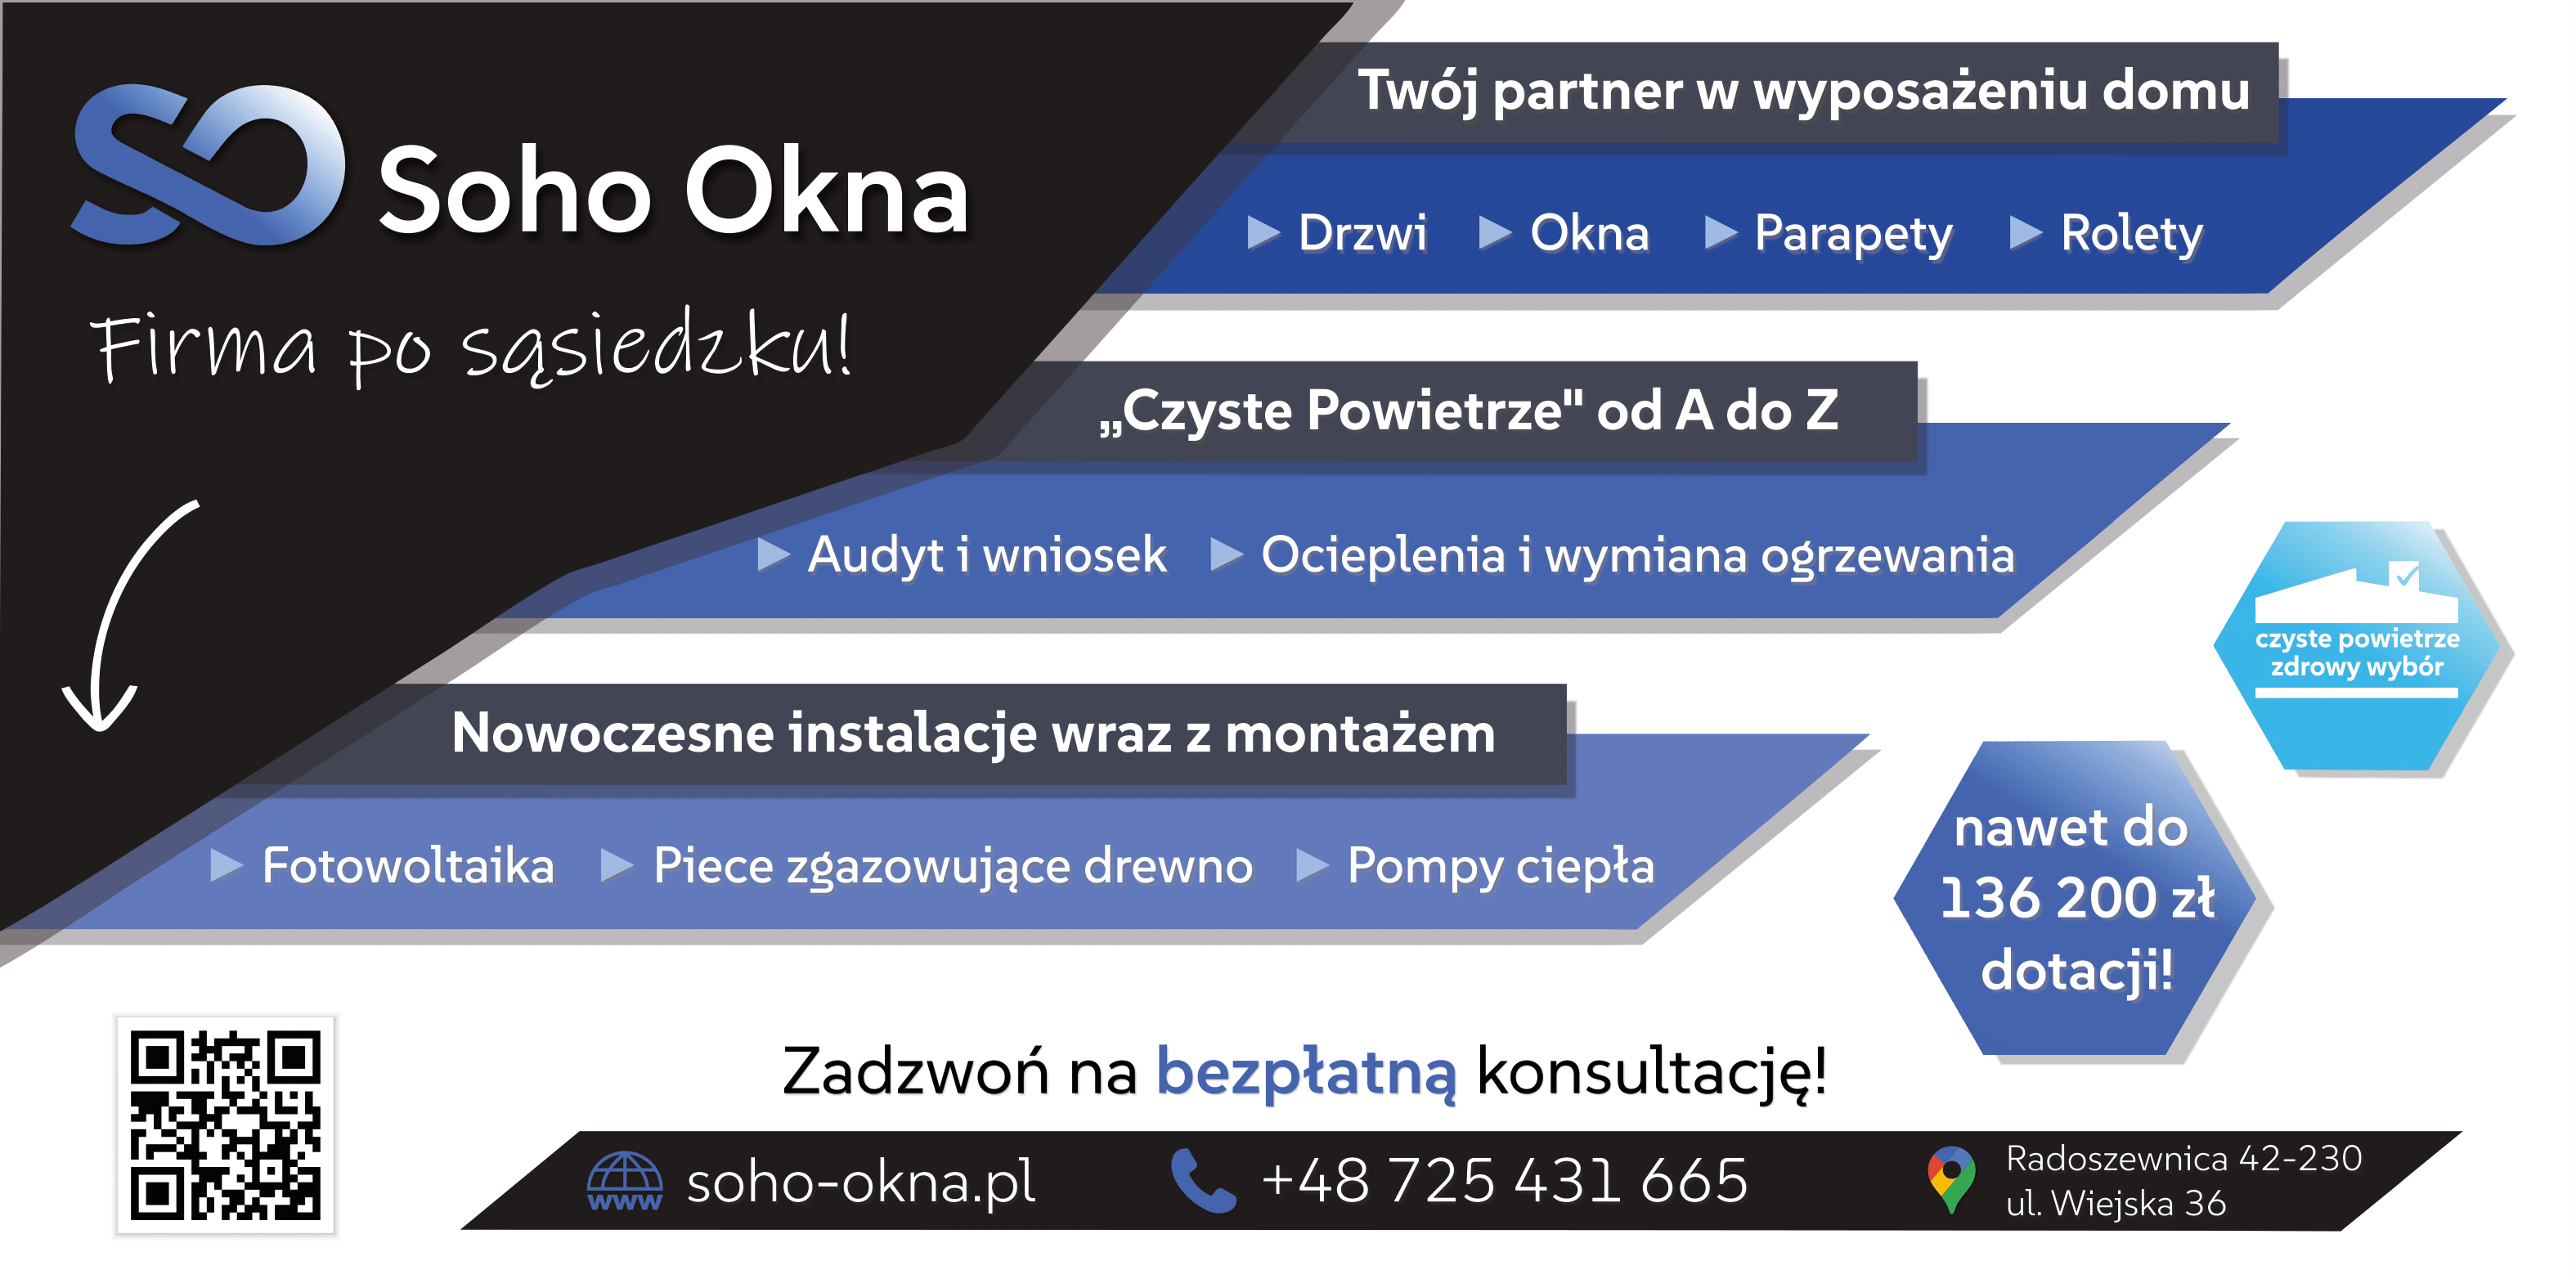 SO Soho Okna
Firma po sąsiedzku!
Twój partner w wyposażeniu domu
Drzwi Okna Parapety Rolety
„Czyste Powietrze" od A do Z
Audyt i wniosek Ocieplenia i wymiana ogrzewania
czyste powietrze
zdrowy wybór
Nowoczesne instalacje wraz z montażem
Fotowoltaika Piece zgazowujące drewno Pompy ciepła
nawet do
136 200 zł
dotacji!
Zadzwoń na bezpłatną konsultację!
www soho-okna.pl +48 725 431 665
Radoszewnica 42-230
ul. Wiejska 36